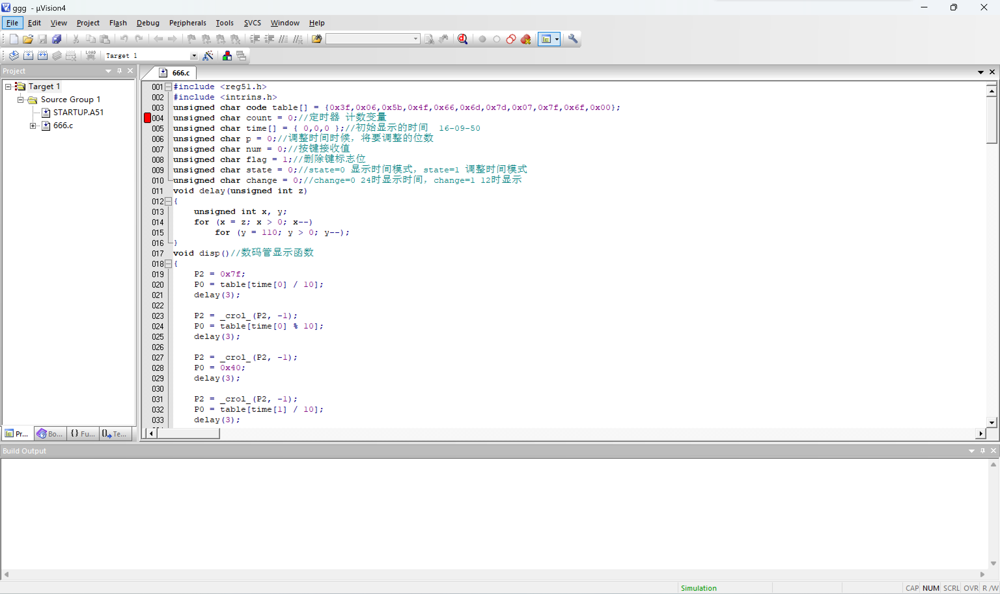 ggg - µVision4
File Edit View Project Flash Debug Peripherals Tools SVCS Window Help
LOAD Target 1
Project
666.c
Target 1
Source Group 1
STARTUP.A51
666.c
001 #include <reg51.h>
002 #include <intrins.h>
003 unsigned char code table[] = {0x3f,0x06,0x5b,0x4f,0x66,0x6d,0x7d,0x07,0x7f,0x6f,0x00};
004 unsigned char count = 0;//定时器 计数变量
005 unsigned char time[] = { 0,0,0 };//初始显示的时间  16-09-50
006 unsigned char p = 0;//调整时间时候，将要调整的位数
007 unsigned char num = 0;//按键接收值
008 unsigned char flag = 1;//删除键标志位
009 unsigned char state = 0;//state=0 显示时间模式，state=1 调整时间模式
010 unsigned char change = 0;//change=0 24时显示时间，change=1 12时显示
011 void delay(unsigned int z)
012 {
013     unsigned int x, y;
014     for (x = z; x > 0; x--)
015         for (y = 110; y > 0; y--);
016 }
017 void disp()//数码管显示函数
018 {
019     P2 = 0x7f;
020     P0 = table[time[0] / 10];
021     delay(3);
022
023     P2 = _crol_(P2, -1);
024     P0 = table[time[0] % 10];
025     delay(3);
026
027     P2 = _crol_(P2, -1);
028     P0 = 0x40;
029     delay(3);
030
031     P2 = _crol_(P2, -1);
032     P0 = table[time[1] / 10];
033     delay(3);
Pr... Bo... {} Fu... Te...
Build Output
Simulation CAP NUM SCRL OVR R/W